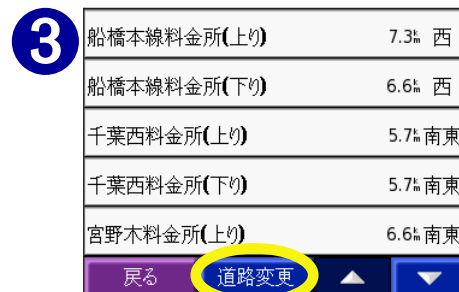 3
船橋本線料金所(上り) 7.3㎞ 西
船橋本線料金所(下り) 6.6㎞ 西
千葉西料金所(上り) 5.7㎞ 南東
千葉西料金所(下り) 5.7㎞ 南東
宮野木料金所(上り) 6.6㎞ 南東
戻る 道路変更 ▲ ▼